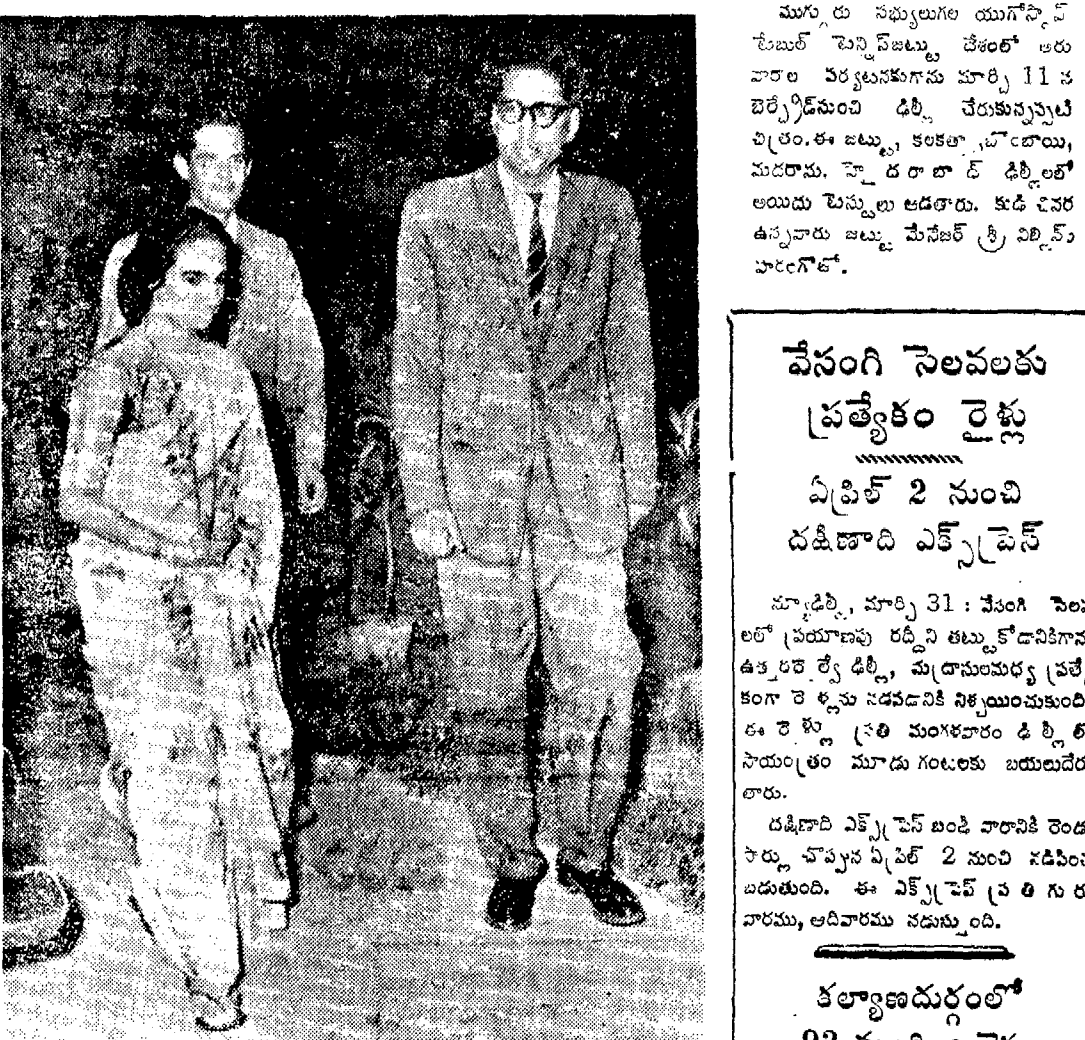 ముగ్గురు సభ్యులుగల యుగోస్లావ్
టేబుల్ టెన్నిస్‌జట్టు దేశంలో ఆరు
వారాల పర్యటనకుగాను మార్చి 11 న
బెల్గ్రేడ్‌నుంచి ఢిల్లీ చేరుకున్నప్పటి
చిత్రం. ఈ జట్టు, కలకత్తా, బొంబాయి,
మదరాసు. హైదరాబాద్ ఢిల్లీలలో
అయిదు టెస్టులు ఆడతారు. కుడి చివర
ఉన్నవారు జట్టు మేనేజర్ శ్రీ
వేసంగి సెలవలకు
ప్రత్యేకం రైళ్లు
ఏప్రిల్ 2 నుంచి
దక్షిణాది ఎక్స్‌ప్రెస్
న్యూఢిల్లీ, మార్చి 31 : వేసంగి
లలో ప్రయాణపు రద్దీని తట్టుకోడానికిగాను
ఉత్తర రైల్వే ఢిల్లీ, మద్రాసులమధ్య ప్రత్యే
కంగా రైళ్లను నడపడానికి నిశ్చయించుకుంది
ఈ రైళ్లు ప్రతి మంగళవారం ఢిల్లీలో
సాయంత్రం మూడు గంటలకు బయలుదేర
తారు.
దక్షిణాది ఎక్స్‌ప్రెస్ బండి వారానికి రెండు
సార్లు చొప్పున ఏప్రిల్ 2 నుంచి నడిపించ
బడుతుంది. ఈ ఎక్స్‌ప్రెస్ ప్రతి గురు
వారము, ఆదివారము నడుస్తుంది.
కల్యాణదుర్గంలో